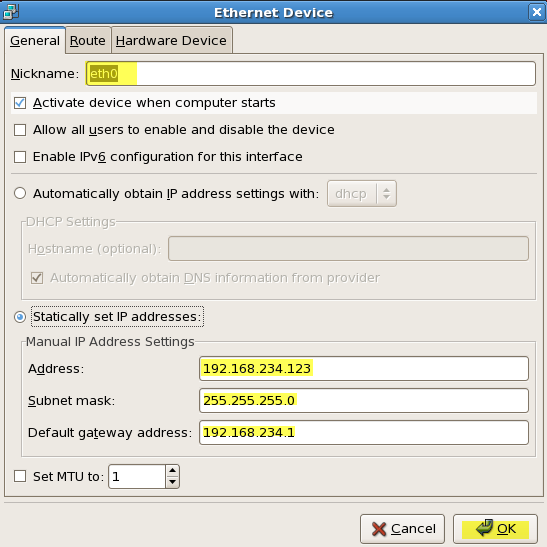 Ethernet Device
General Route Hardware Device
Nickname: eth0
Activate device when computer starts
Allow all users to enable and disable the device
Enable IPv6 configuration for this interface
Automatically obtain IP address settings with: dhcp
DHCP Settings
Hostname (optional):
Automatically obtain DNS information from provider
Statically set IP addresses:
Manual IP Address Settings
Address: 192.168.234.123
Subnet mask: 255.255.255.0
Default gateway address: 192.168.234.1
Set MTU to: 1
Cancel OK